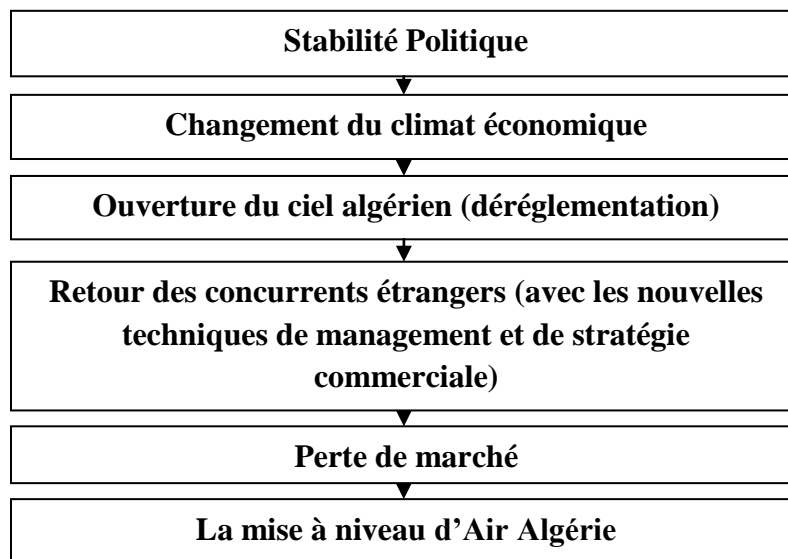 Stabilité Politique
Changement du climat économique
Ouverture du ciel algérien (déréglementation)
Retour des concurrents étrangers (avec les nouvelles
techniques de management et de stratégie
commerciale)
Perte de marché
La mise à niveau d’Air Algérie